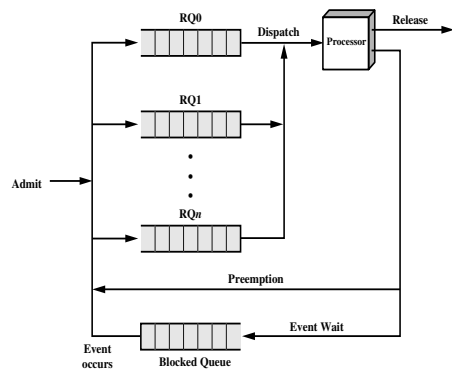 RQ0
Dispatch
Processor
Release
RQ1
Admit
RQn
Preemption
Event Wait
Event
occurs
Blocked Queue